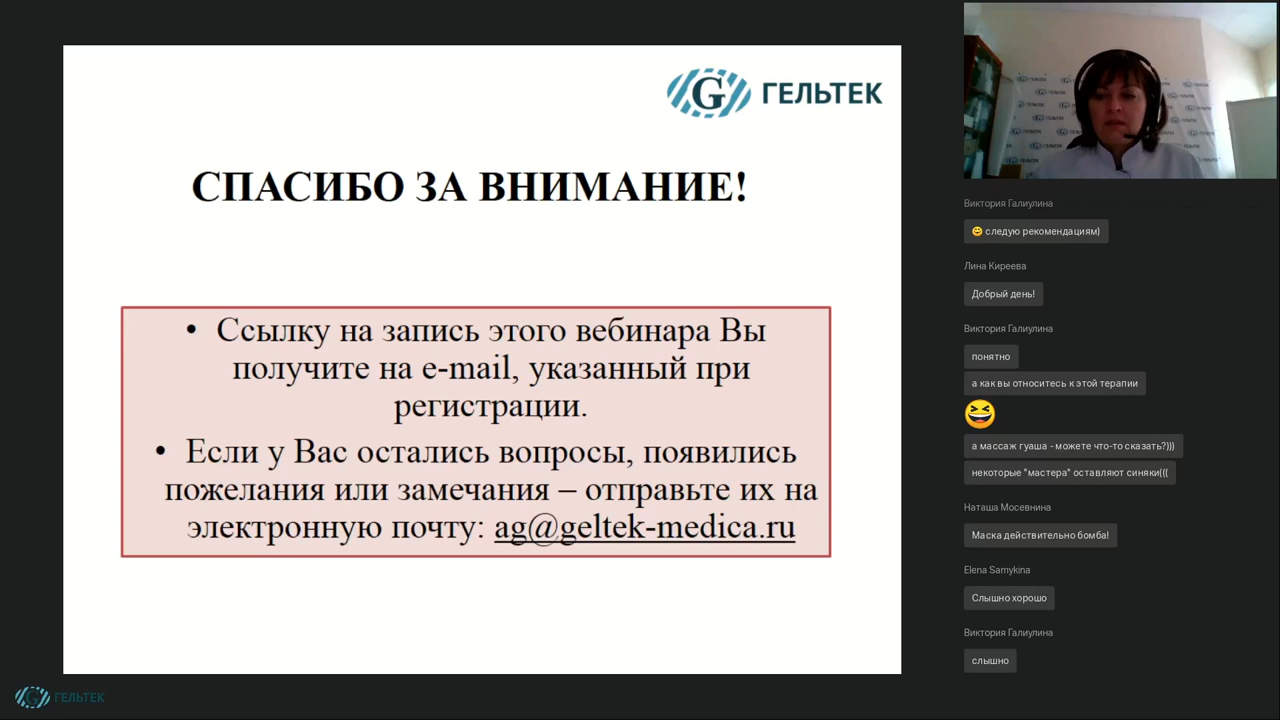 ГЕЛЬТЕК
СПАСИБО ЗА ВНИМАНИЕ!
• Ссылку на запись этого вебинара Вы
получите на e-mail, указанный при
регистрации.
• Если у Вас остались вопросы, появились
пожелания или замечания – отправьте их на
электронную почту: ag@geltek-medica.ru
Виктория Галиулина
😊 следую рекомендациям)
Лина Киреева
Добрый день!
Виктория Галиулина
понятно
а как вы относитесь к этой терапии
😆
а массаж гуаша - можете что-то сказать?)))
некоторые "мастера" оставляют синяки(((
Наташа Мосевнина
Маска действительно бомба!
Elena Samykina
Слышно хорошо
Виктория Галиулина
слышно
ГЕЛЬТЕК